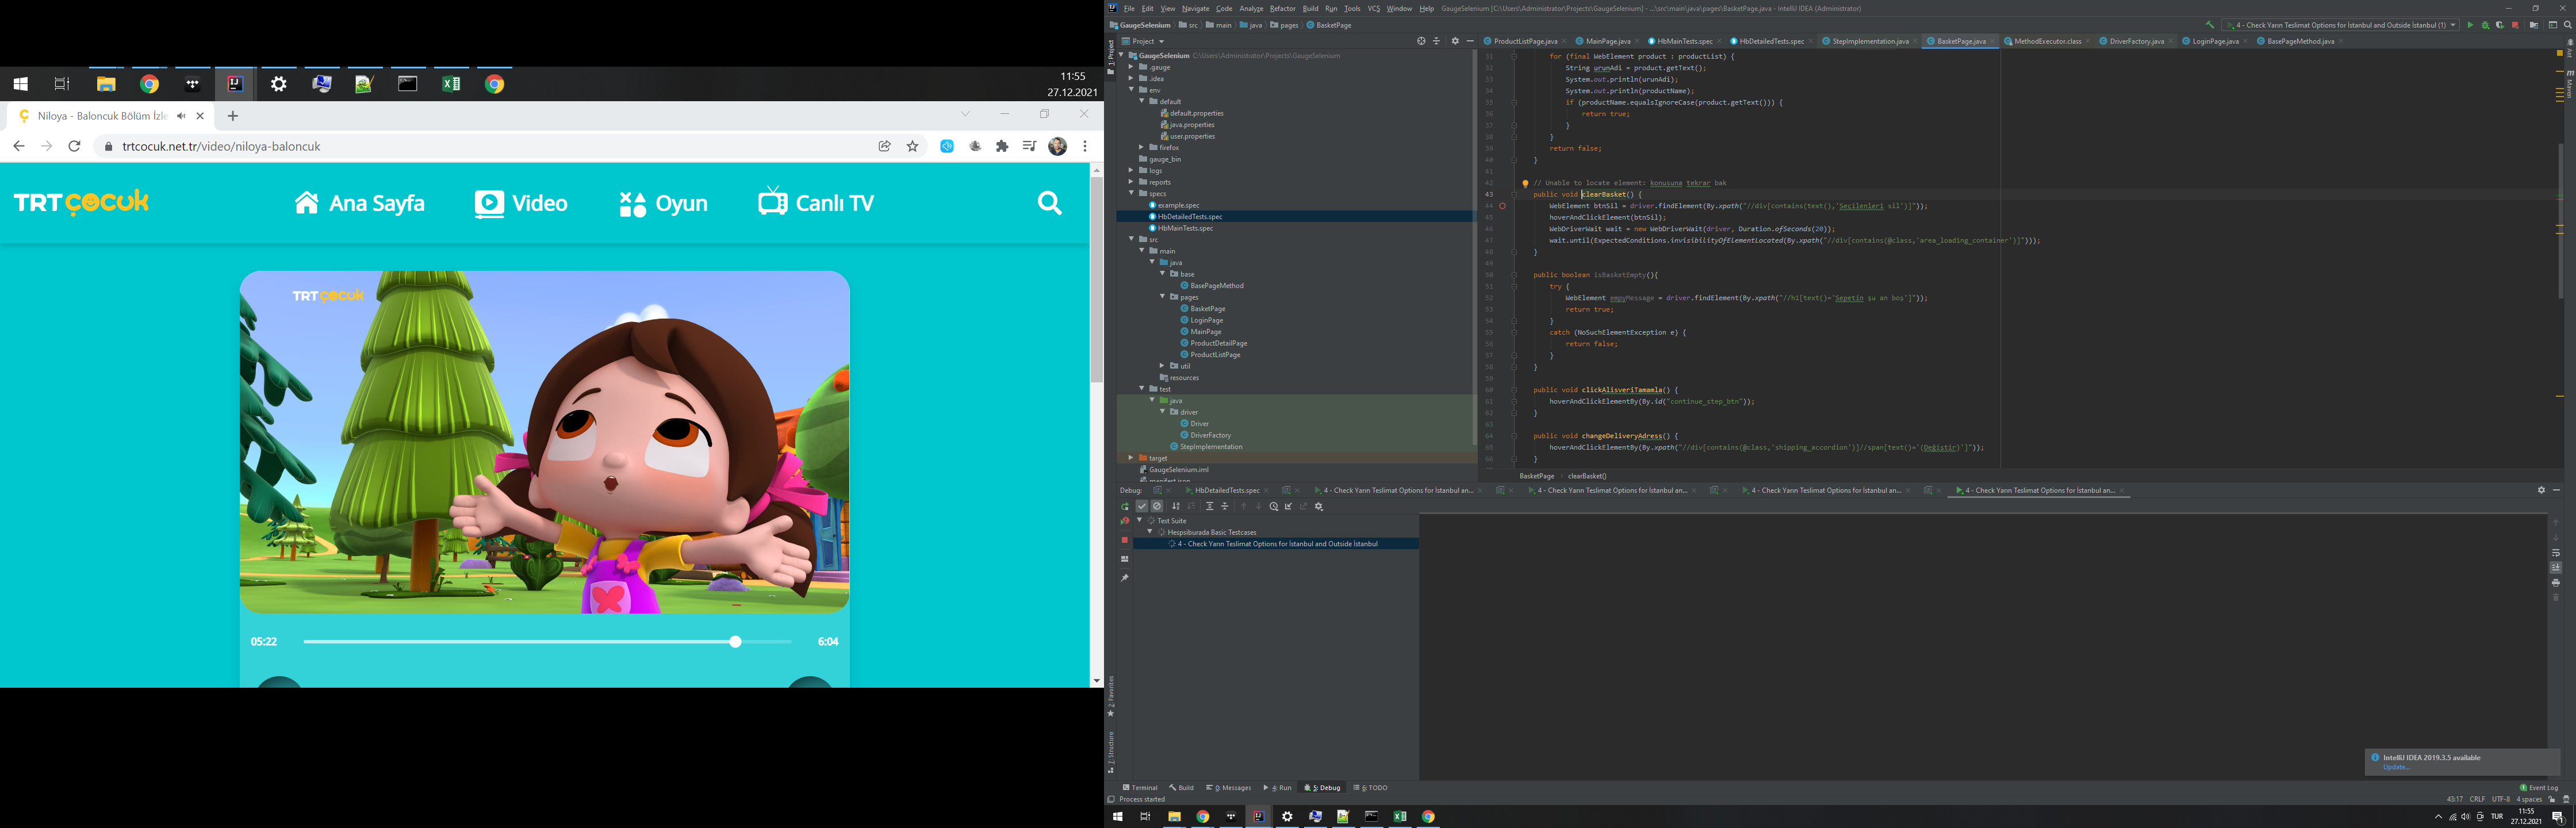 11:55
27.12.2021
Niloya - Baloncuk Bölüm İzle
trtcocuk.net.tr/video/niloya-baloncuk
TRT çocuk
Ana Sayfa
Video
Oyun
Canlı TV
TRT çocuk
05:22
6:04
File Edit View Navigate Code Analyze Refactor Build Run Tools VCS Window Help GaugeSelenium [C:\Users\Administrator\Projects\GaugeSelenium] - ...\src\main\java\pages\BasketPage.java - IntelliJ IDEA (Administrator)
GaugeSelenium src main java pages BasketPage
4 - Check Yarın Teslimat Options for İstanbul and Outside İstanbul (1)
Project
ProductListPage.java MainPage.java HbMainTests.spec HbDetailedTests.spec StepImplementation.java BasketPage.java MethodExecutor.class DriverFactory.java LoginPage.java BasePageMethod.java
1: Project
Ant
Maven
GaugeSelenium C:\Users\Administrator\Projects\GaugeSelenium
.gauge
.idea
env
default
default.properties
java.properties
user.properties
firefox
gauge_bin
logs
reports
specs
example.spec
HbDetailedTests.spec
HbMainTests.spec
src
main
java
base
BasePageMethod
pages
BasketPage
LoginPage
MainPage
ProductDetailPage
ProductListPage
util
resources
test
java
driver
Driver
DriverFactory
StepImplementation
target
GaugeSelenium.iml
manifest.json
31 for (final WebElement product : productList) {
32 String urunAdi = product.getText();
33 System.out.println(urunAdi);
34 System.out.println(productName);
35 if (productName.equalsIgnoreCase(product.getText())) {
36 return true;
37 }
38 }
39 return false;
40 }
41
42 // Unable to locate element: konusuna tekrar bak
43 public void clearBasket() {
44 WebElement btnSil = driver.findElement(By.xpath("//div[contains(text(),'Seçilenleri sil')]"));
45 hoverAndClickElement(btnSil);
46 WebDriverWait wait = new WebDriverWait(driver, Duration.ofSeconds(20));
47 wait.until(ExpectedConditions.invisibilityOfElementLocated(By.xpath("//div[contains(@class,'area_loading_container')]")));
48 }
49
50 public boolean isBasketEmpty(){
51 try {
52 WebElement empyMessage = driver.findElement(By.xpath("//h1[text()='Sepetin şu an boş']"));
53 return true;
54 }
55 catch (NoSuchElementException e) {
56 return false;
57 }
58 }
59
60 public void clickAlisveriTamamla() {
61 hoverAndClickElementBy(By.id("continue_step_btn"));
62 }
63
64 public void changeDeliveryAdress() {
65 hoverAndClickElementBy(By.xpath("//div[contains(@class,'shipping_accordion')]//span[text()='(Değiştir)']"));
66 }
BasketPage clearBasket()
Debug: HbDetailedTests.spec 4 - Check Yarın Teslimat Options for İstanbul an... 4 - Check Yarın Teslimat Options for İstanbul an... 4 - Check Yarın Teslimat Options for İstanbul an... 4 - Check Yarın Teslimat Options for İstanbul an...
Test Suite
Hespsiburada Basic Testcases
4 - Check Yarın Teslimat Options for İstanbul and Outside İstanbul
2: Favorites
7: Structure
IntelliJ IDEA 2019.3.5 available
Update...
Terminal Build 0: Messages 4: Run 5: Debug 6: TODO
Event Log
Process started
43:17 CRLF UTF-8 4 spaces
TUR
11:55
27.12.2021